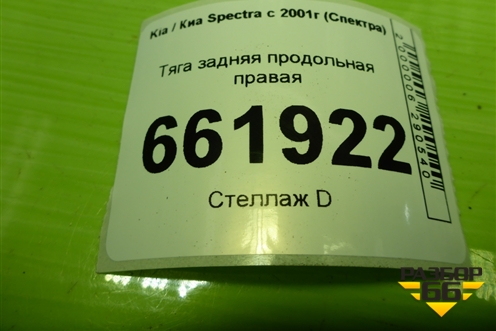 Kia / Киа Spectra с 2001г (Спектра)
Тяга задняя продольная
правая
661922
Стеллаж D
2000006290540
РАЗБОР
66